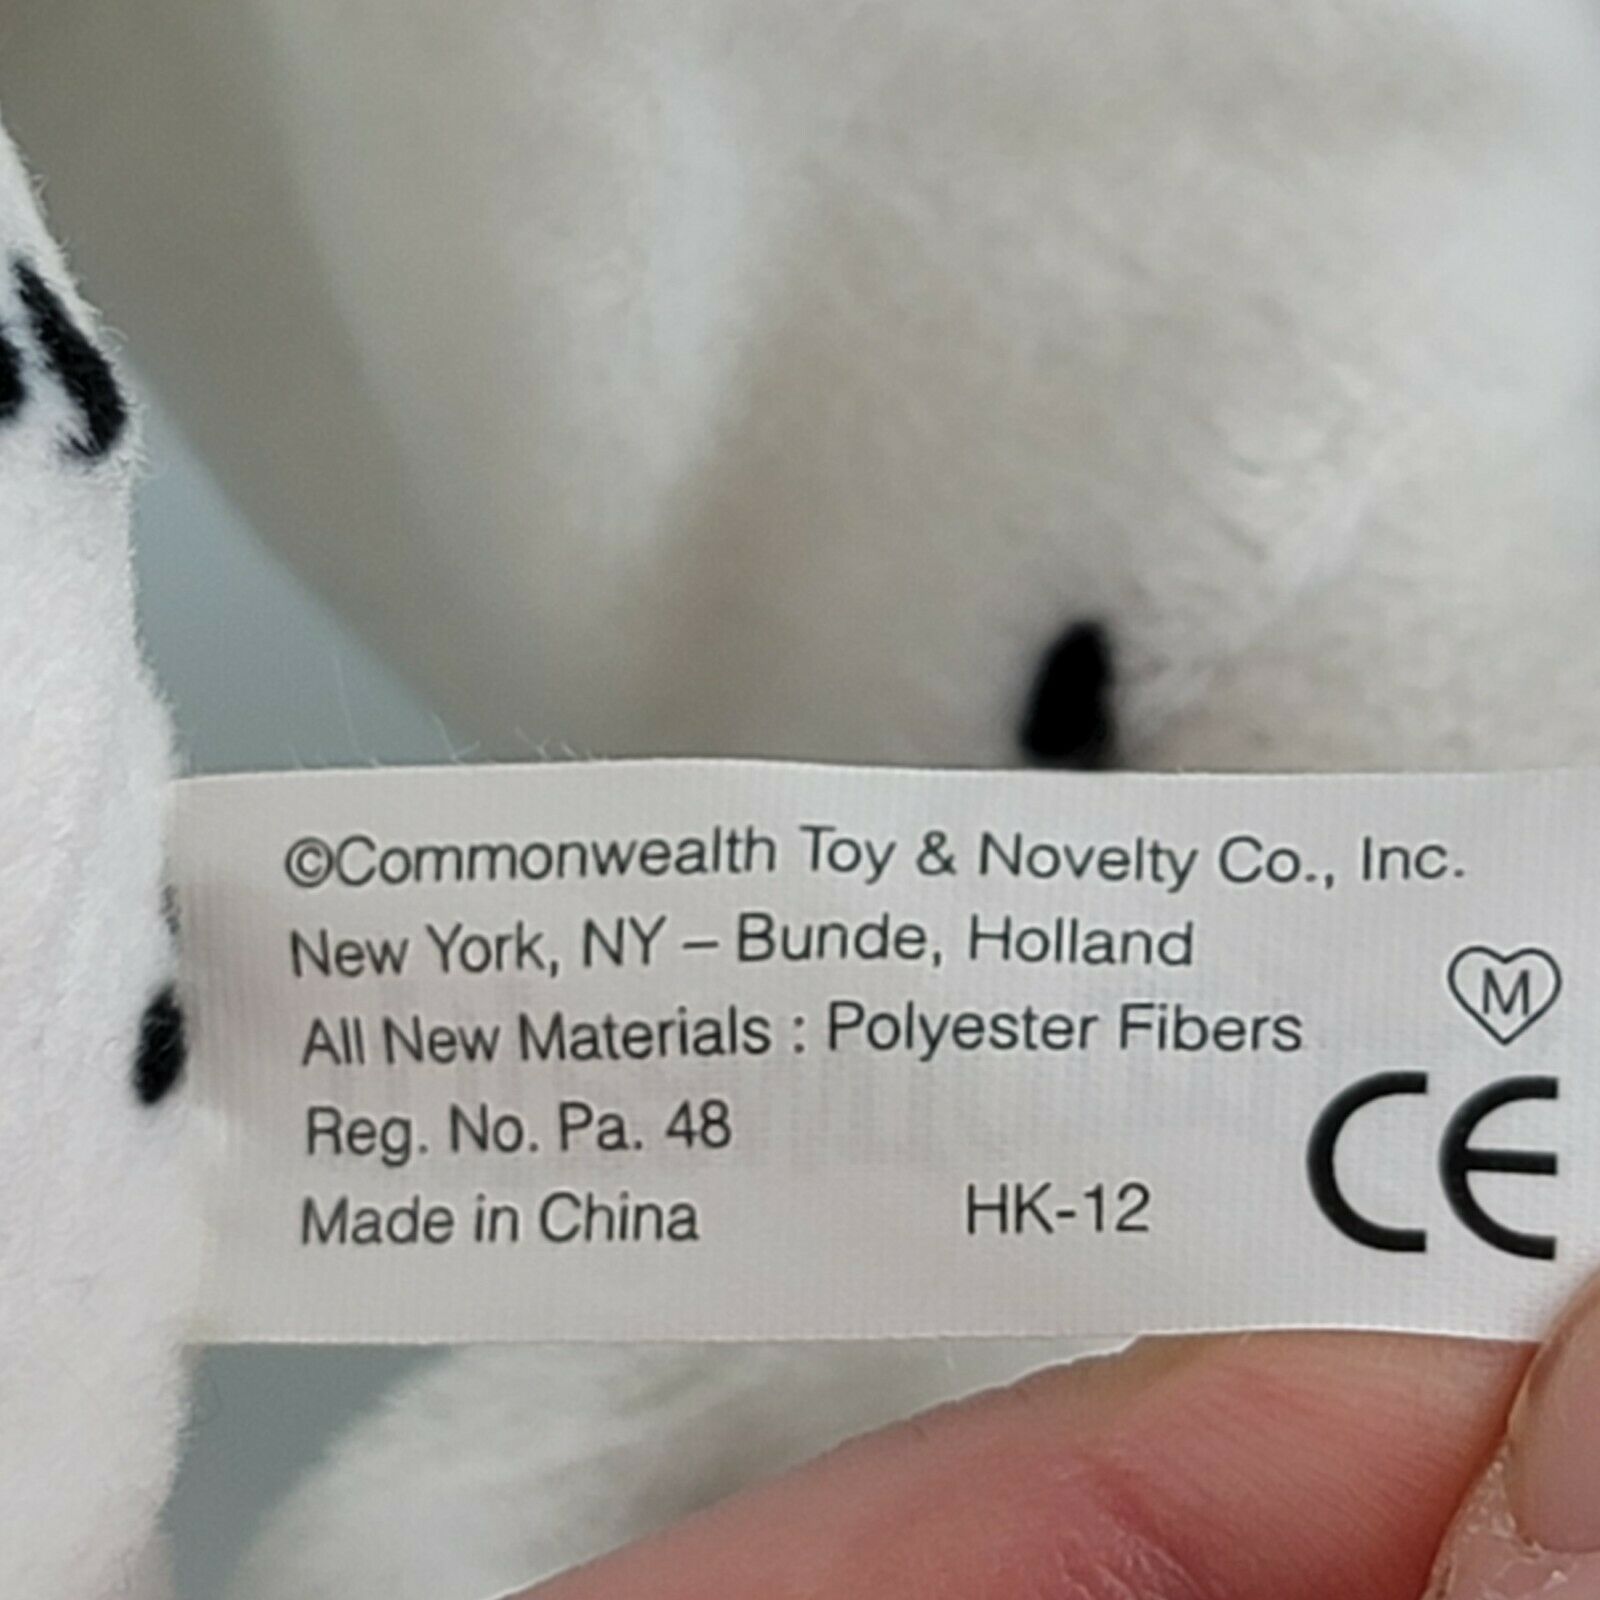 ©Commonwealth Toy & Novelty Co., Inc.
New York, NY – Bunde, Holland
All New Materials : Polyester Fibers
M
Reg. No. Pa. 48
Made in China HK-12
CE